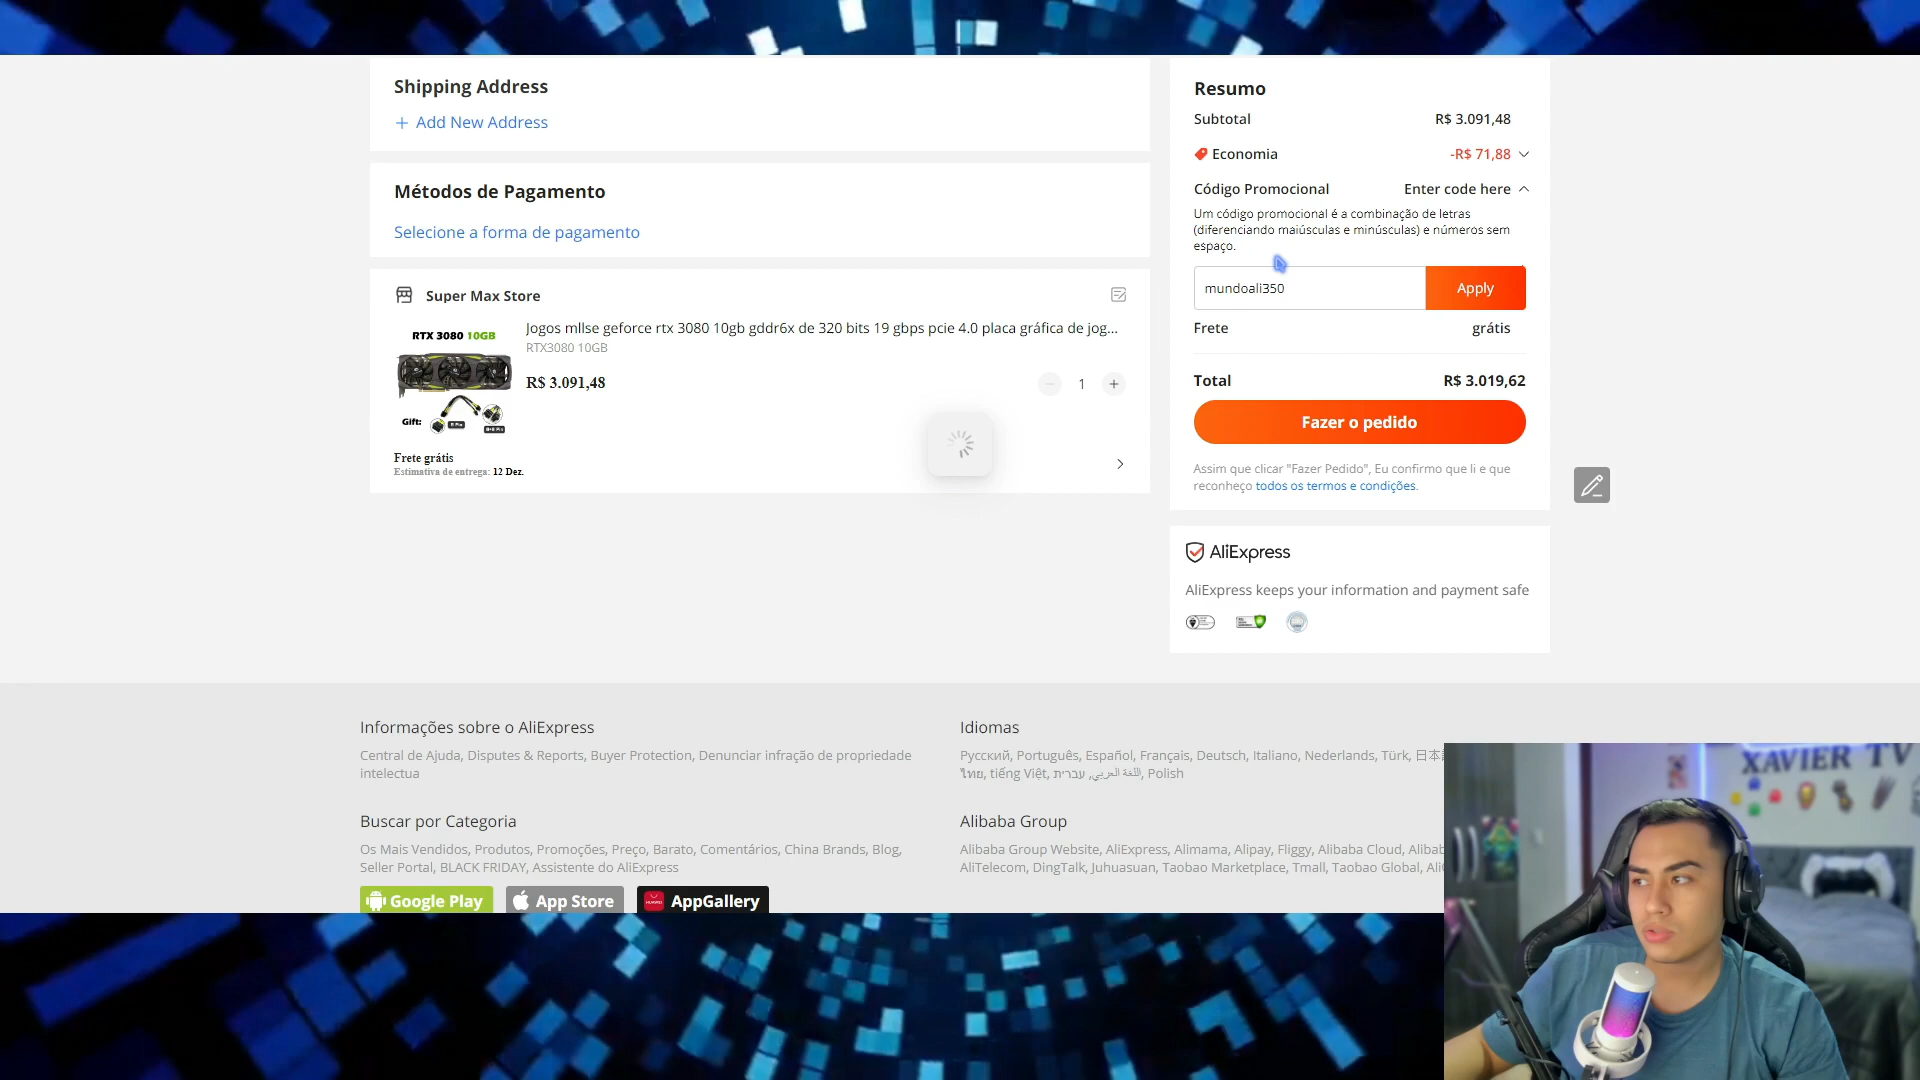 Shipping Address
+ Add New Address
Métodos de Pagamento
Selecione a forma de pagamento
Super Max Store
RTX 3080 10GB
Gift:
Jogos mllse geforce rtx 3080 10gb gddr6x de 320 bits 19 gbps pcie 4.0 placa gráfica de jog...
RTX3080 10GB
R$ 3.091,48
1
Frete grátis
Estimativa de entrega: 12 Dez.
Resumo
Subtotal R$ 3.091,48
Economia -R$ 71,88
Código Promocional Enter code here
Um código promocional é a combinação de letras
(diferenciando maiúsculas e minúsculas) e números sem
espaço.
mundoali350 Apply
Frete grátis
Total R$ 3.019,62
Fazer o pedido
Assim que clicar "Fazer Pedido", Eu confirmo que li e que
reconheço todos os termos e condições.
AliExpress
AliExpress keeps your information and payment safe
Informações sobre o AliExpress
Central de Ajuda, Disputes & Reports, Buyer Protection, Denunciar infração de propriedade
intelectua
Idiomas
Русский, Português, Español, Français, Deutsch, Italiano, Nederlands, Türk, 日本
ไทย, tiếng Việt, اللغة العربي, עברית, Polish
Buscar por Categoria
Os Mais Vendidos, Produtos, Promoções, Preço, Barato, Comentários, China Brands, Blog,
Seller Portal, BLACK FRIDAY, Assistente do AliExpress
Alibaba Group
Alibaba Group Website, AliExpress, Alimama, Alipay, Fliggy, Alibaba Cloud, Alibab
AliTelecom, DingTalk, Juhuasuan, Taobao Marketplace, Tmall, Taobao Global, Ali
Google Play
App Store
AppGallery
XAVIER TV